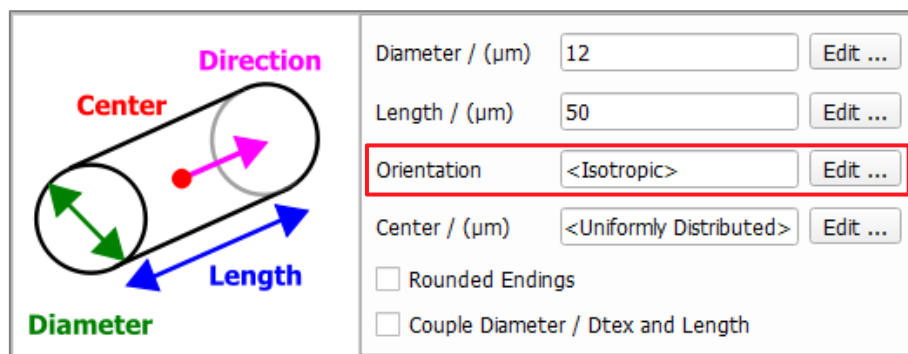 Direction
Center
Length
Diameter
Diameter / (µm) 12 Edit ...
Length / (µm) 50 Edit ...
Orientation <Isotropic> Edit ...
Center / (µm) <Uniformly Distributed> Edit ...
Rounded Endings
Couple Diameter / Dtex and Length